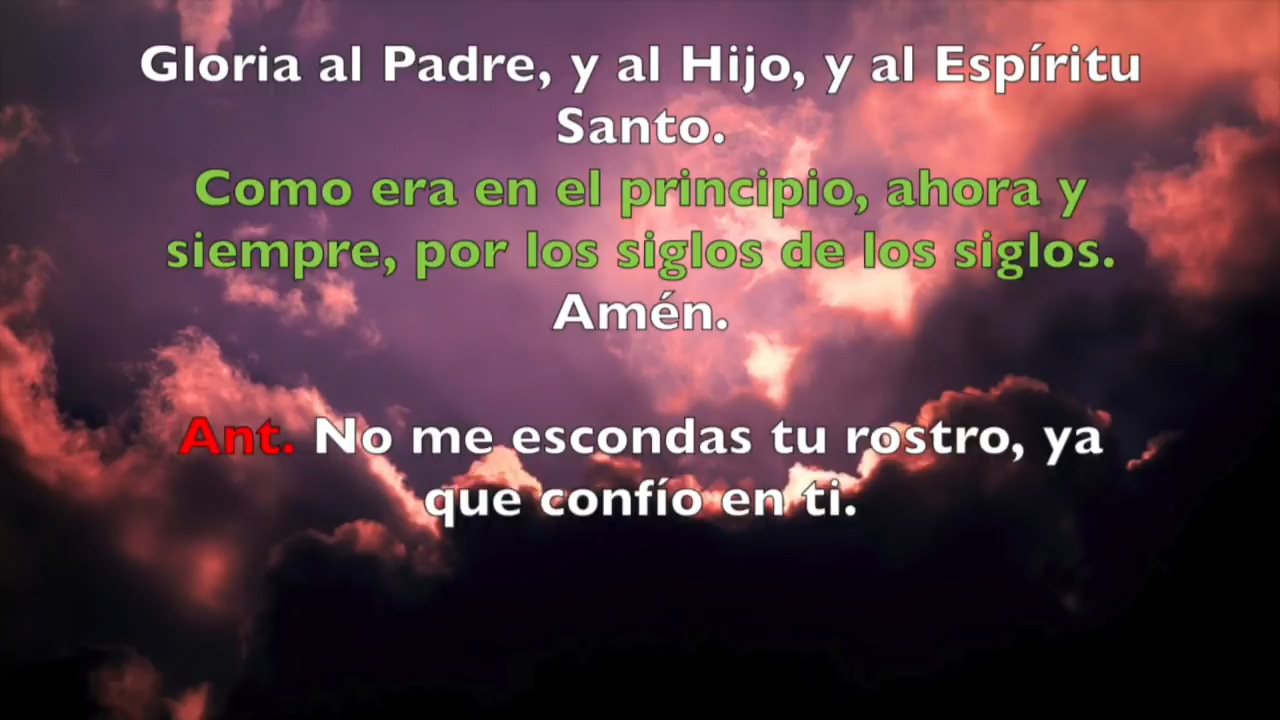 Gloria al Padre, y al Hijo, y al Espíritu
Santo.
Como era en el principio, ahora y
siempre, por los siglos de los siglos.
Amén.
Ant. No me escondas tu rostro, ya
que confío en ti.